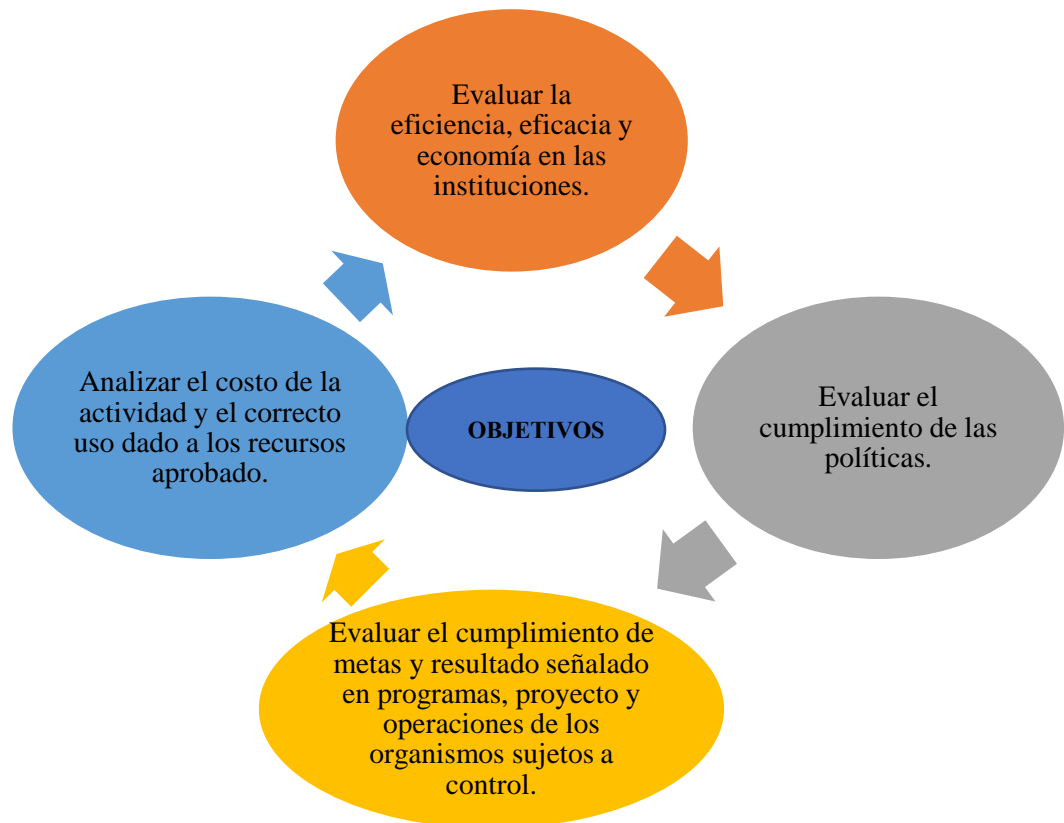 Evaluar la
eficiencia, eficacia y
economía en las
instituciones.
Evaluar el
cumplimiento de las
políticas.
Evaluar el cumplimiento de
metas y resultado señalado
en programas, proyecto y
operaciones de los
organismos sujetos a
control.
Analizar el costo de la
actividad y el correcto
uso dado a los recursos
aprobado.
OBJETIVOS